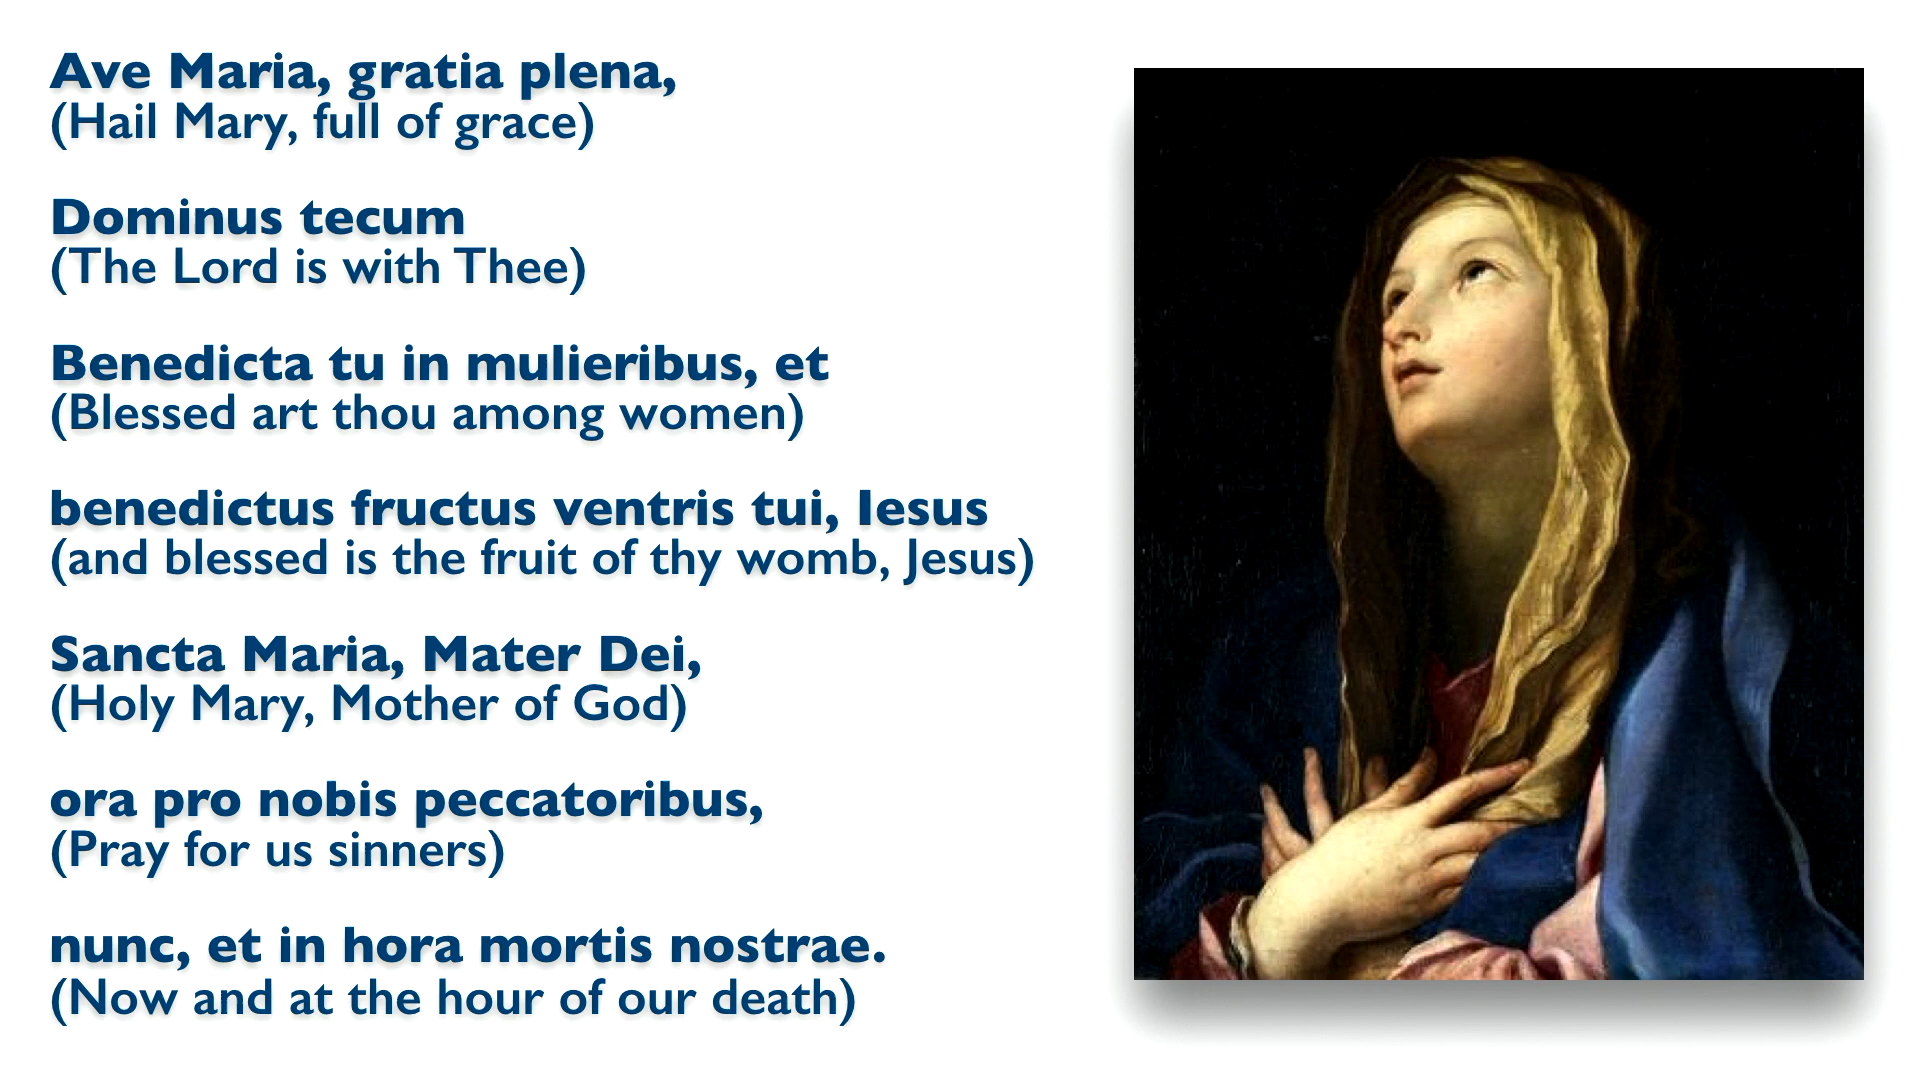 Ave Maria, gratia plena,
(Hail Mary, full of grace)
Dominus tecum
(The Lord is with Thee)
Benedicta tu in mulieribus, et
(Blessed art thou among women)
benedictus fructus ventris tui, Iesus
(and blessed is the fruit of thy womb, Jesus)
Sancta Maria, Mater Dei,
(Holy Mary, Mother of God)
ora pro nobis peccatoribus,
(Pray for us sinners)
nunc, et in hora mortis nostrae.
(Now and at the hour of our death)